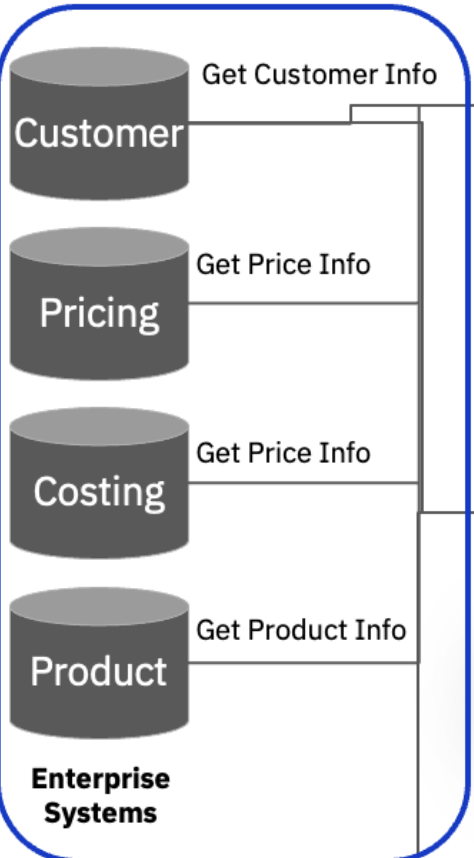 Get Customer Info
Customer
Get Price Info
Pricing
Get Price Info
Costing
Get Product Info
Product
Enterprise
Systems